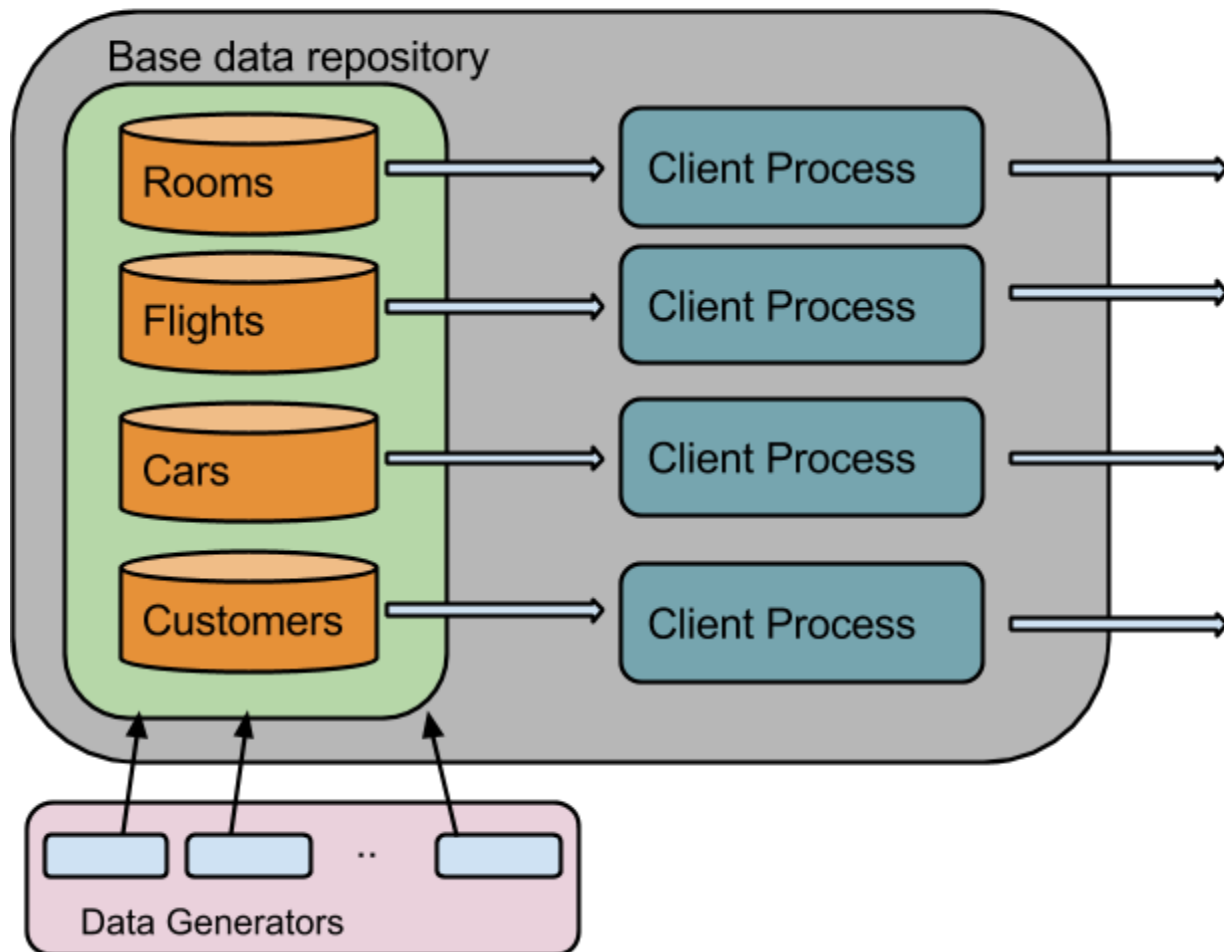 Base data repository
Rooms
Client Process
Flights
Client Process
Cars
Client Process
Customers
Client Process
..
Data Generators